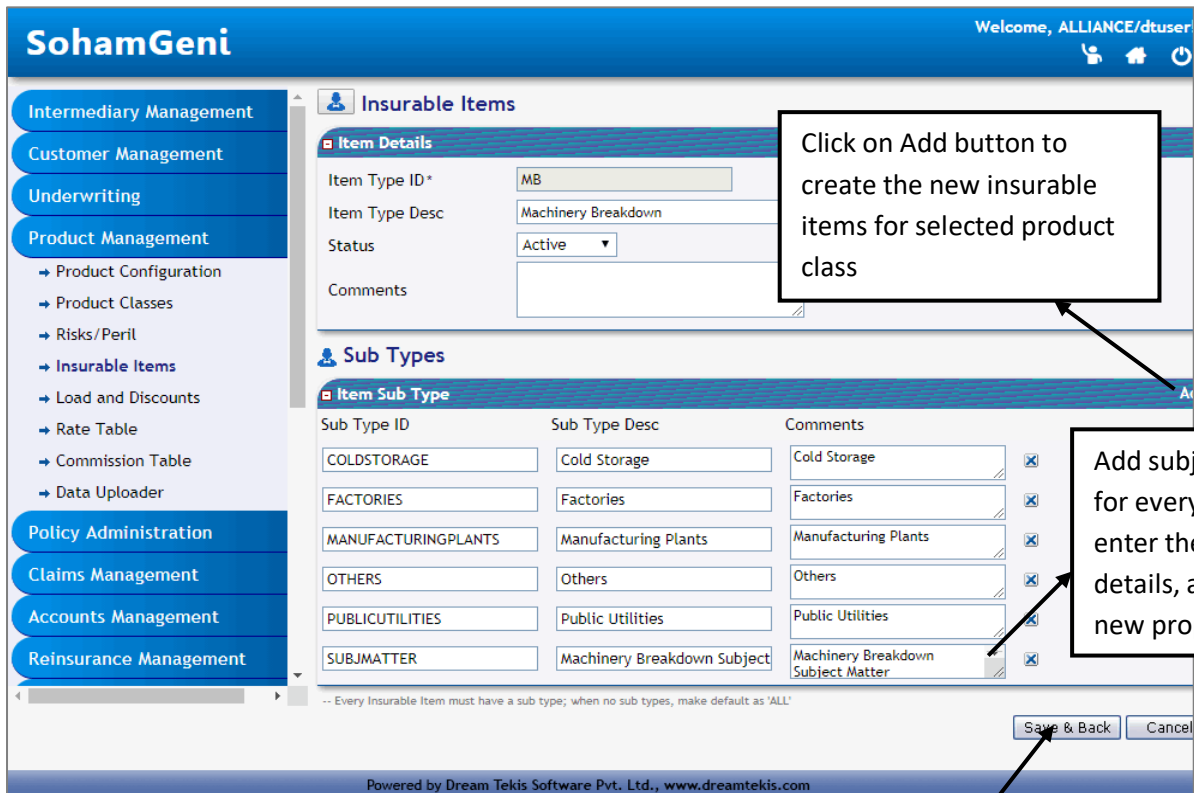 SohamGeni
Welcome, ALLIANCE/dtuser!
Intermediary Management
Customer Management
Underwriting
Product Management
Product Configuration
Product Classes
Risks/Peril
Insurable Items
Load and Discounts
Rate Table
Commission Table
Data Uploader
Policy Administration
Claims Management
Accounts Management
Reinsurance Management
Insurable Items
Item Details
Item Type ID* MB
Item Type Desc Machinery Breakdown
Status Active
Comments
Click on Add button to
create the new insurable
items for selected product
class
Sub Types
Item Sub Type
Sub Type ID Sub Type Desc Comments
COLDSTORAGE Cold Storage Cold Storage
FACTORIES Factories Factories
MANUFACTURINGPLANTS Manufacturing Plants Manufacturing Plants
OTHERS Others Others
PUBLICUTILITIES Public Utilities Public Utilities
SUBJMATTER Machinery Breakdown Subject Machinery Breakdown
Subject Matter
Add subj
for every
enter the
details, a
new pro
-- Every Insurable Item must have a sub type; when no sub types, make default as 'ALL'
Save & Back Cancel
Powered by Dream Tekis Software Pvt. Ltd., www.dreamtekis.com